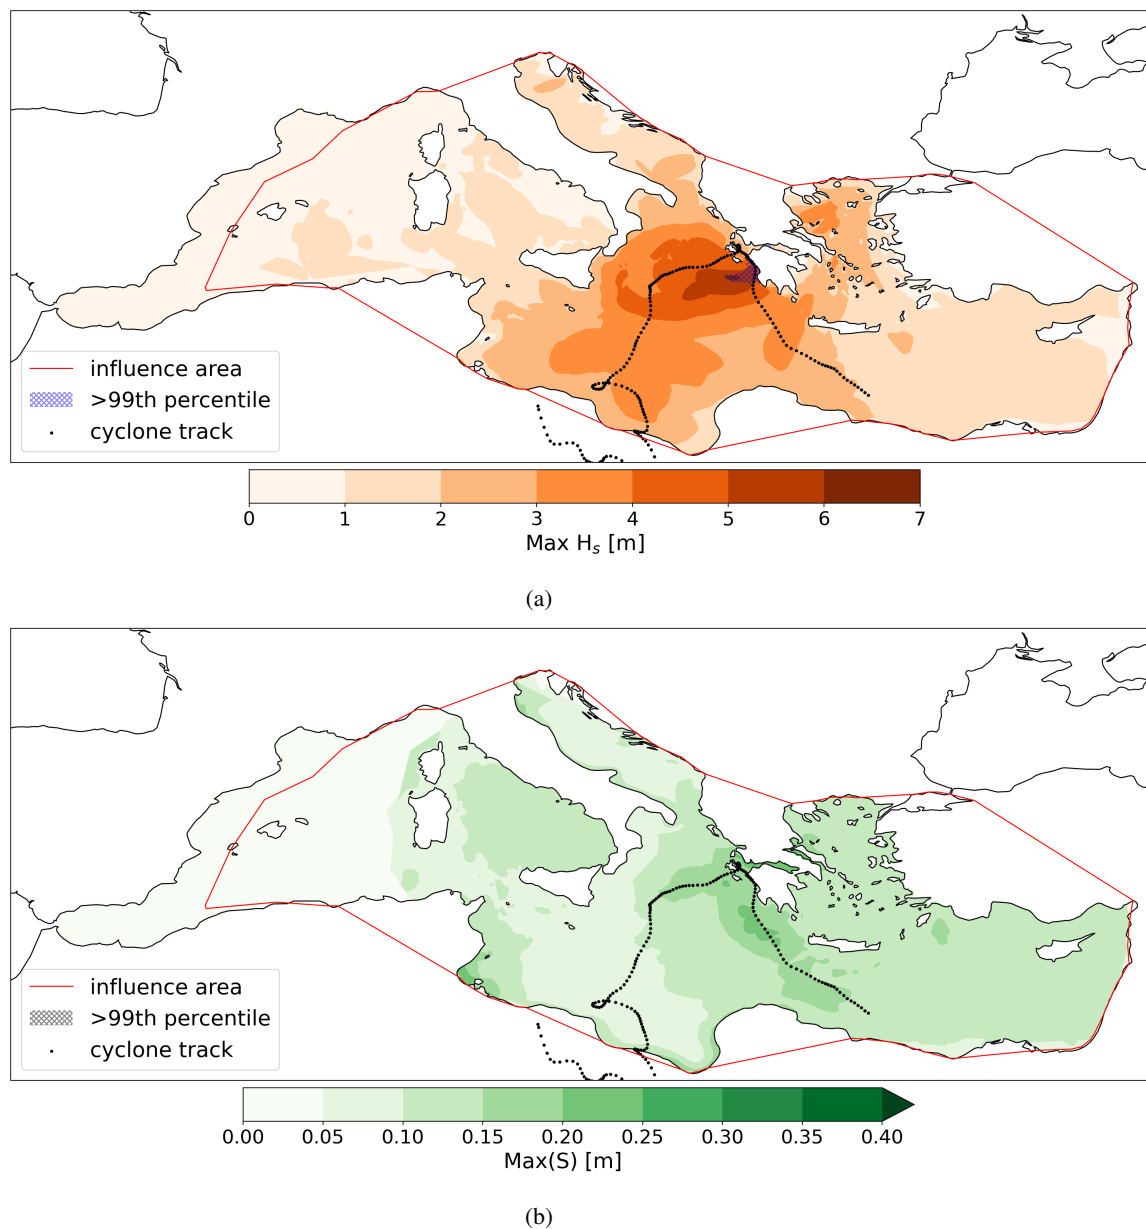 influence area
>99th percentile
cyclone track
0 1 2 3 4 5 6 7
Max Hₛ [m]
(a)
influence area
>99th percentile
cyclone track
0.00 0.05 0.10 0.15 0.20 0.25 0.30 0.35 0.40
Max(S) [m]
(b)